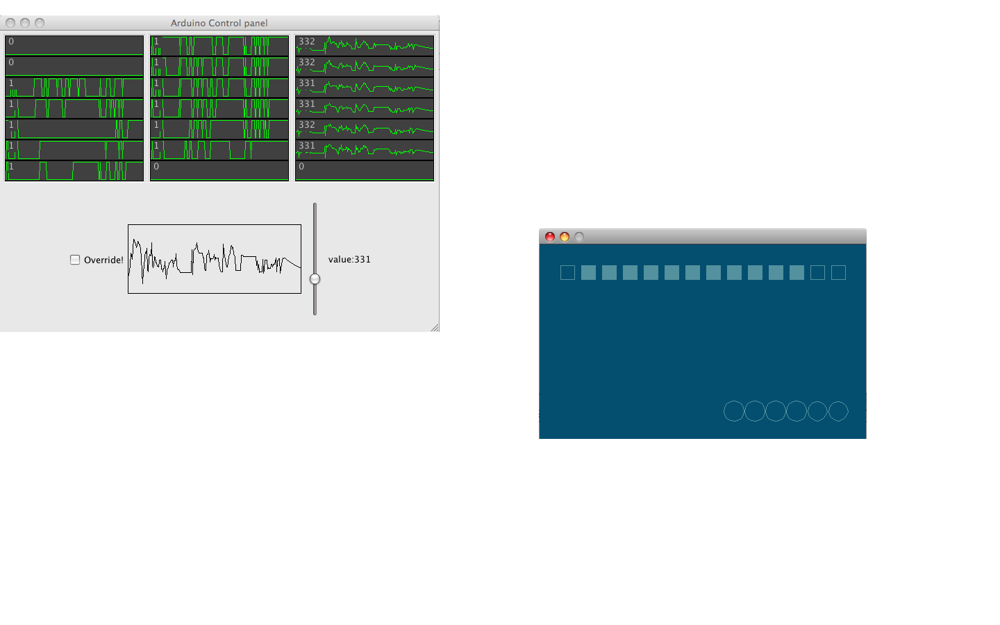 Arduino Control panel
0 1 332
0 1 332
1 1 331
1 1 331
1 1 332
1 1 331
1 0 0
Override!
value:331